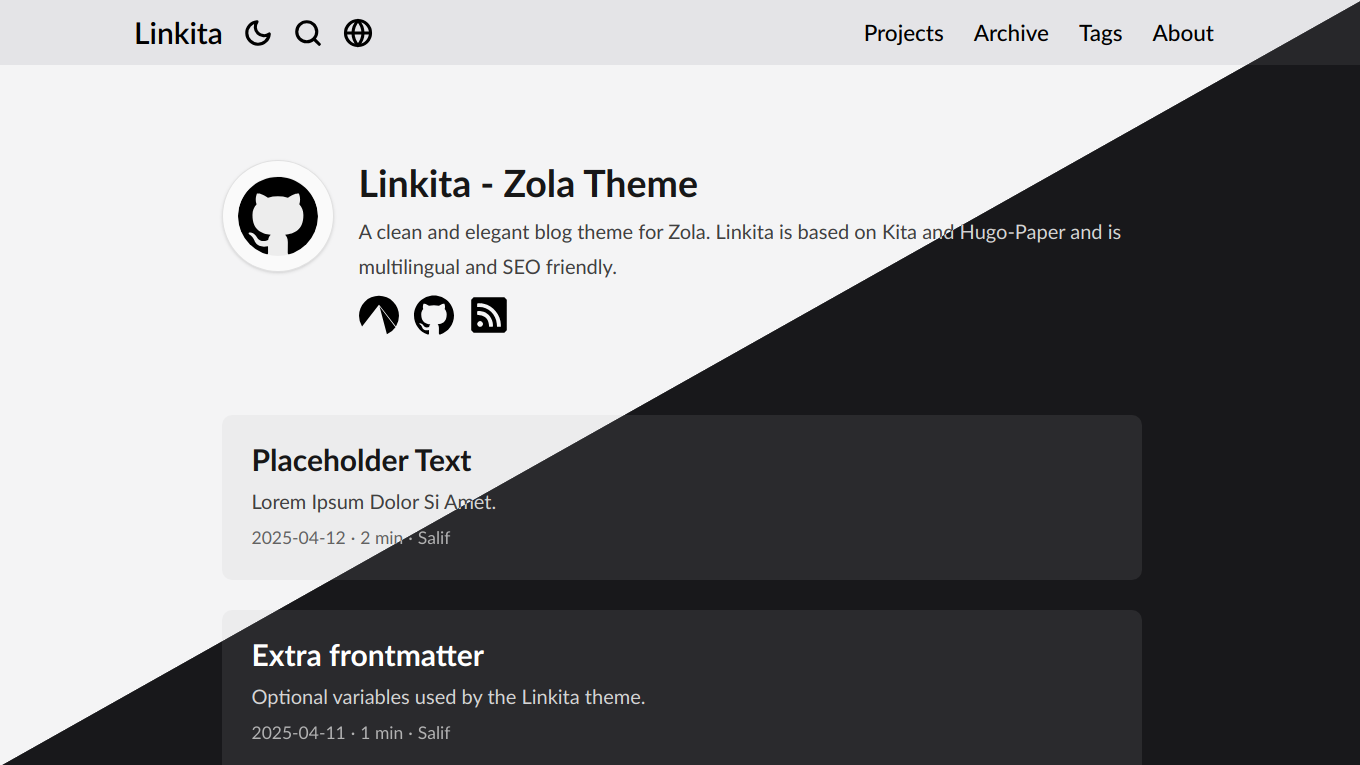 Linkita
Projects Archive Tags About
Linkita - Zola Theme
A clean and elegant blog theme for Zola. Linkita is based on Kita and Hugo-Paper and is
multilingual and SEO friendly.
Placeholder Text
Lorem Ipsum Dolor Si Amet.
2025-04-12 · 2 min · Salif
Extra frontmatter
Optional variables used by the Linkita theme.
2025-04-11 · 1 min · Salif